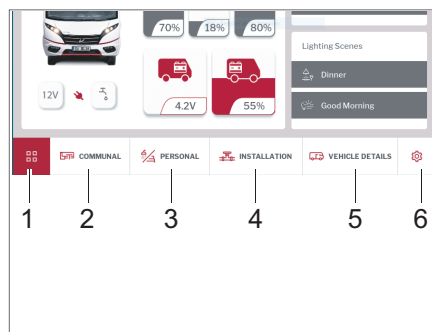 70% 18% 80%
Lighting Scenes
Dinner
12V
4.2V 55%
Good Morning
COMMUNAL PERSONAL INSTALLATION VEHICLE DETAILS
1 2 3 4 5 6